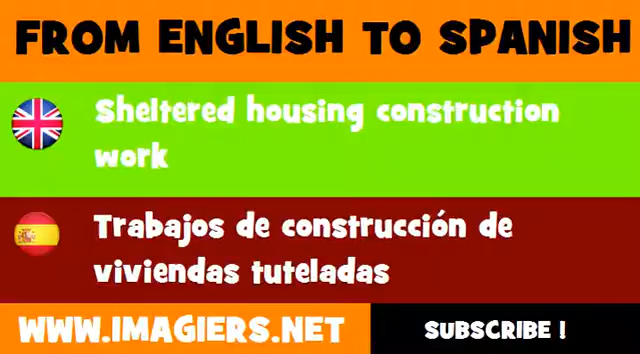 FROM ENGLISH TO SPANISH
Sheltered housing construction
work
Trabajos de construcción de
viviendas tuteladas
WWW.IMAGIERS.NET
SUBSCRIBE !